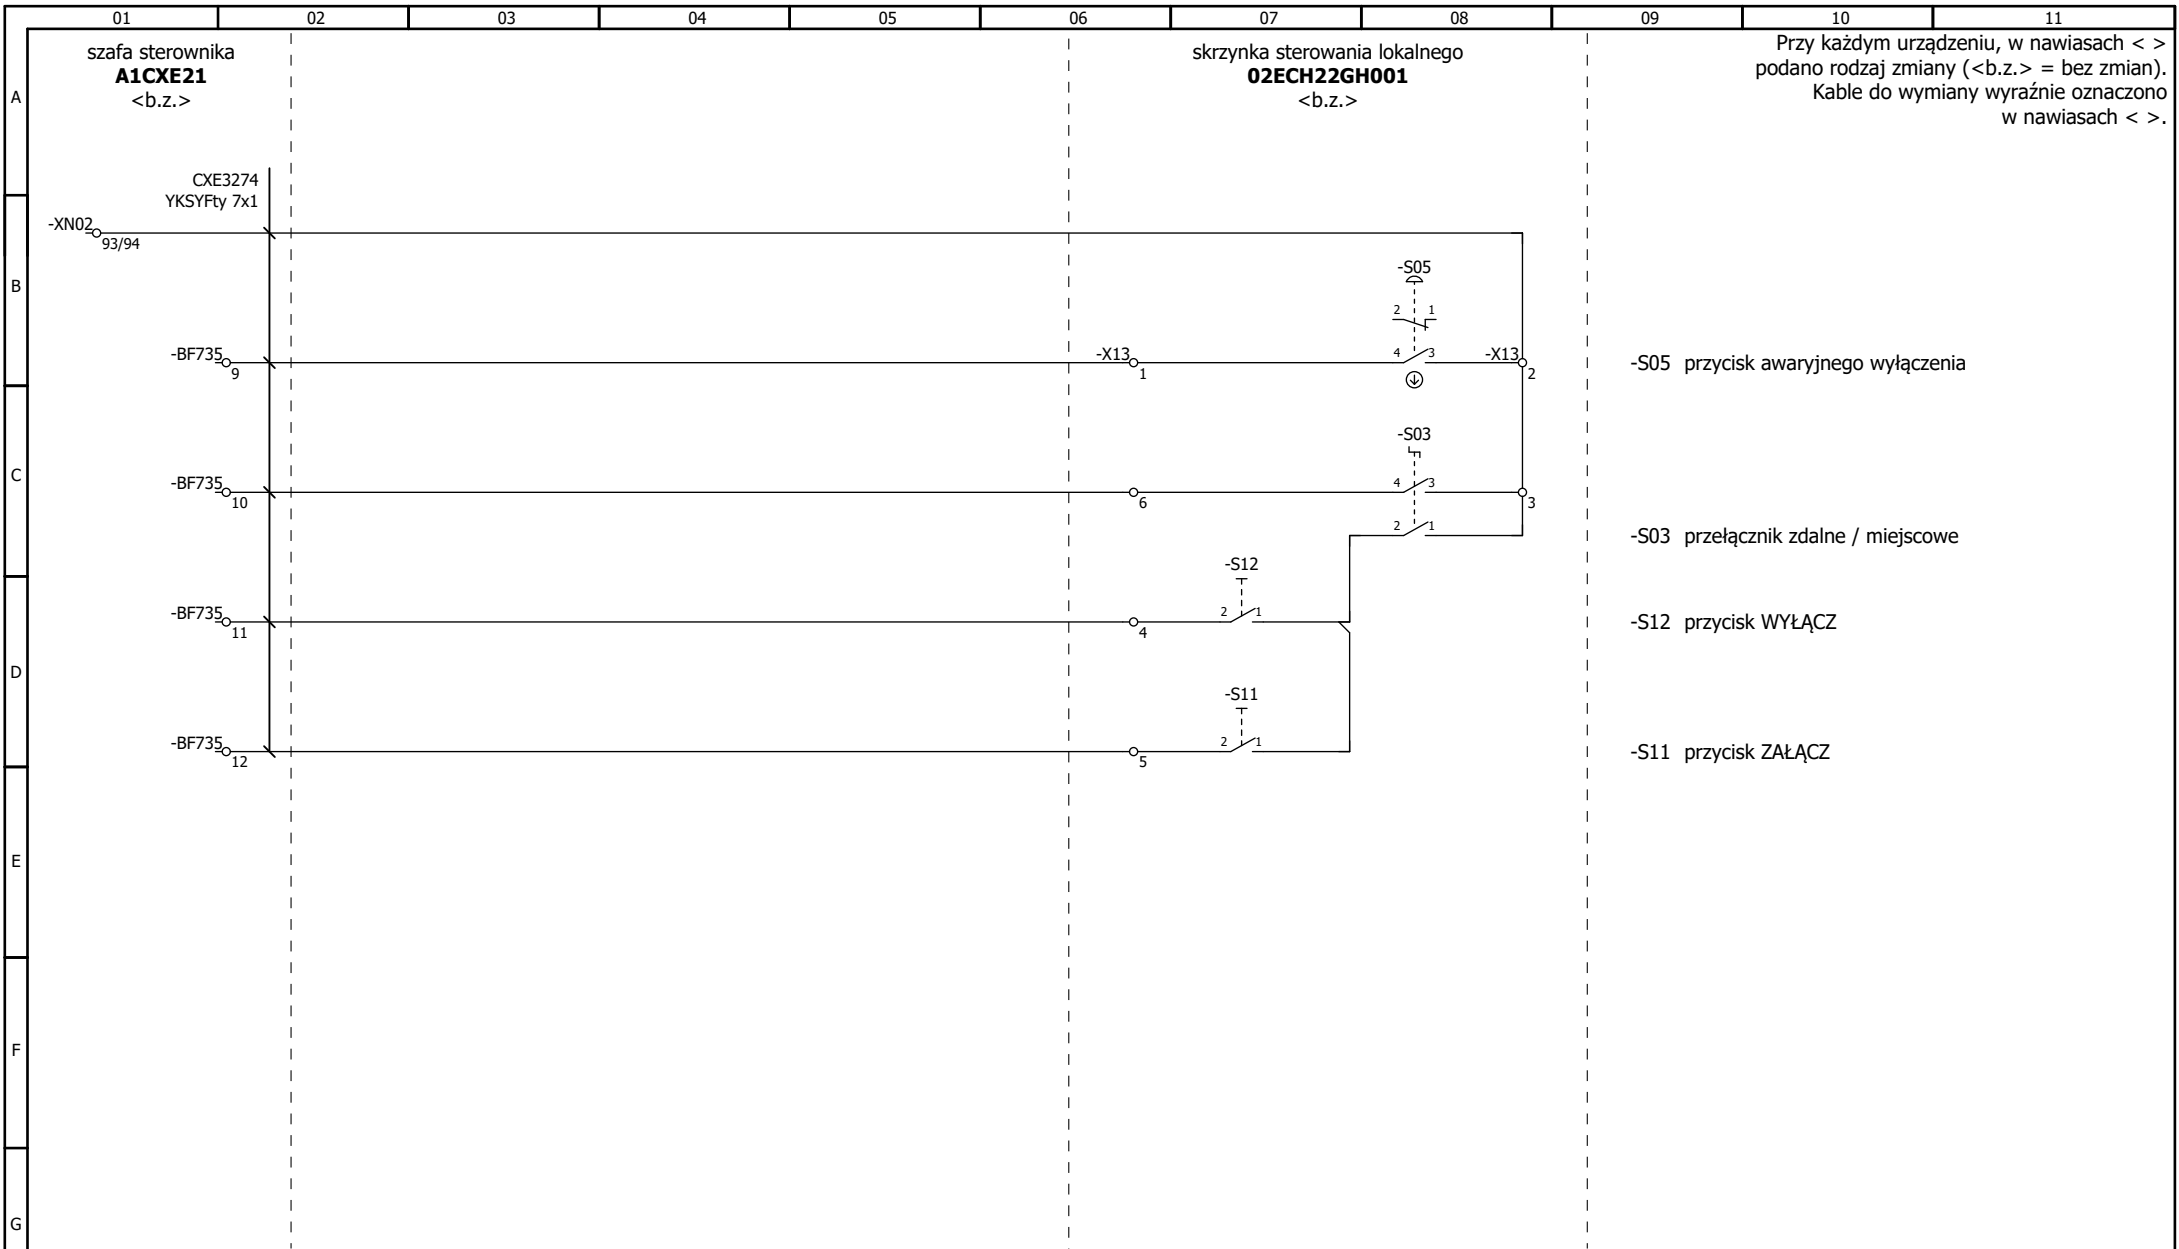 01 02 03 04 05 06 07 08 09 10 11
szafa sterownika
A1CXE21
<b.z.>
skrzynka sterowania lokalnego
02ECH22GH001
<b.z.>
Przy każdym urządzeniu, w nawiasach < >
podano rodzaj zmiany (<b.z.> = bez zmian).
Kable do wymiany wyraźnie oznaczono
w nawiasach < >.
A
CXE3274
YKSYFty 7x1
-XN02
93/94
B
-S05
2 1
-BF735
9
-X13
1
4 3
-X13
2
-S05 przycisk awaryjnego wyłączenia
-S03
C
-BF735
10
6
4 3
3
2 1
-S03 przełącznik zdalne / miejscowe
-S12
-BF735
11
4
2 1
-S12 przycisk WYŁĄCZ
D
-S11
-BF735
12
5
2 1
-S11 przycisk ZAŁĄCZ
E
F
G